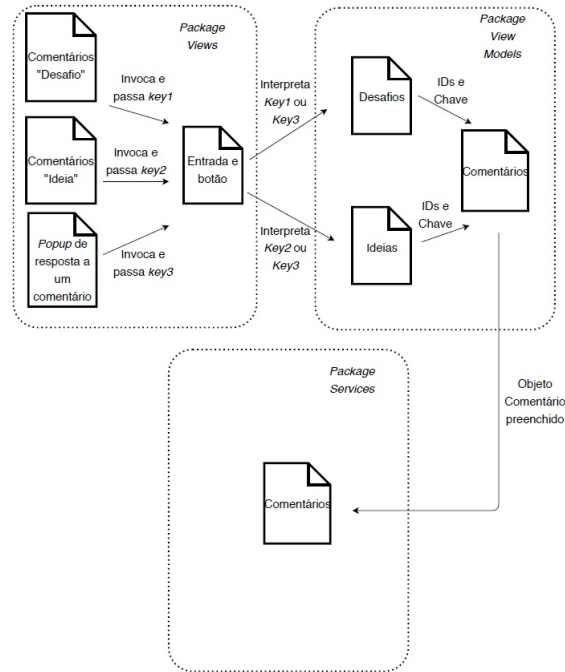 Package
Views
Comentários
"Desafio"
Invoca e
passa key1
Comentários
"Ideia"
Invoca e
passa key2
Popup de
resposta a
um
comentário
Invoca e
passa key3
Entrada e
botão
Interpreta
Key1 ou
Key3
Interpreta
Key2 ou
Key3
Package
View
Models
Desafios
IDs e
Chave
Comentários
Ideias
IDs e
Chave
Objeto
Comentário
preenchido
Package
Services
Comentários